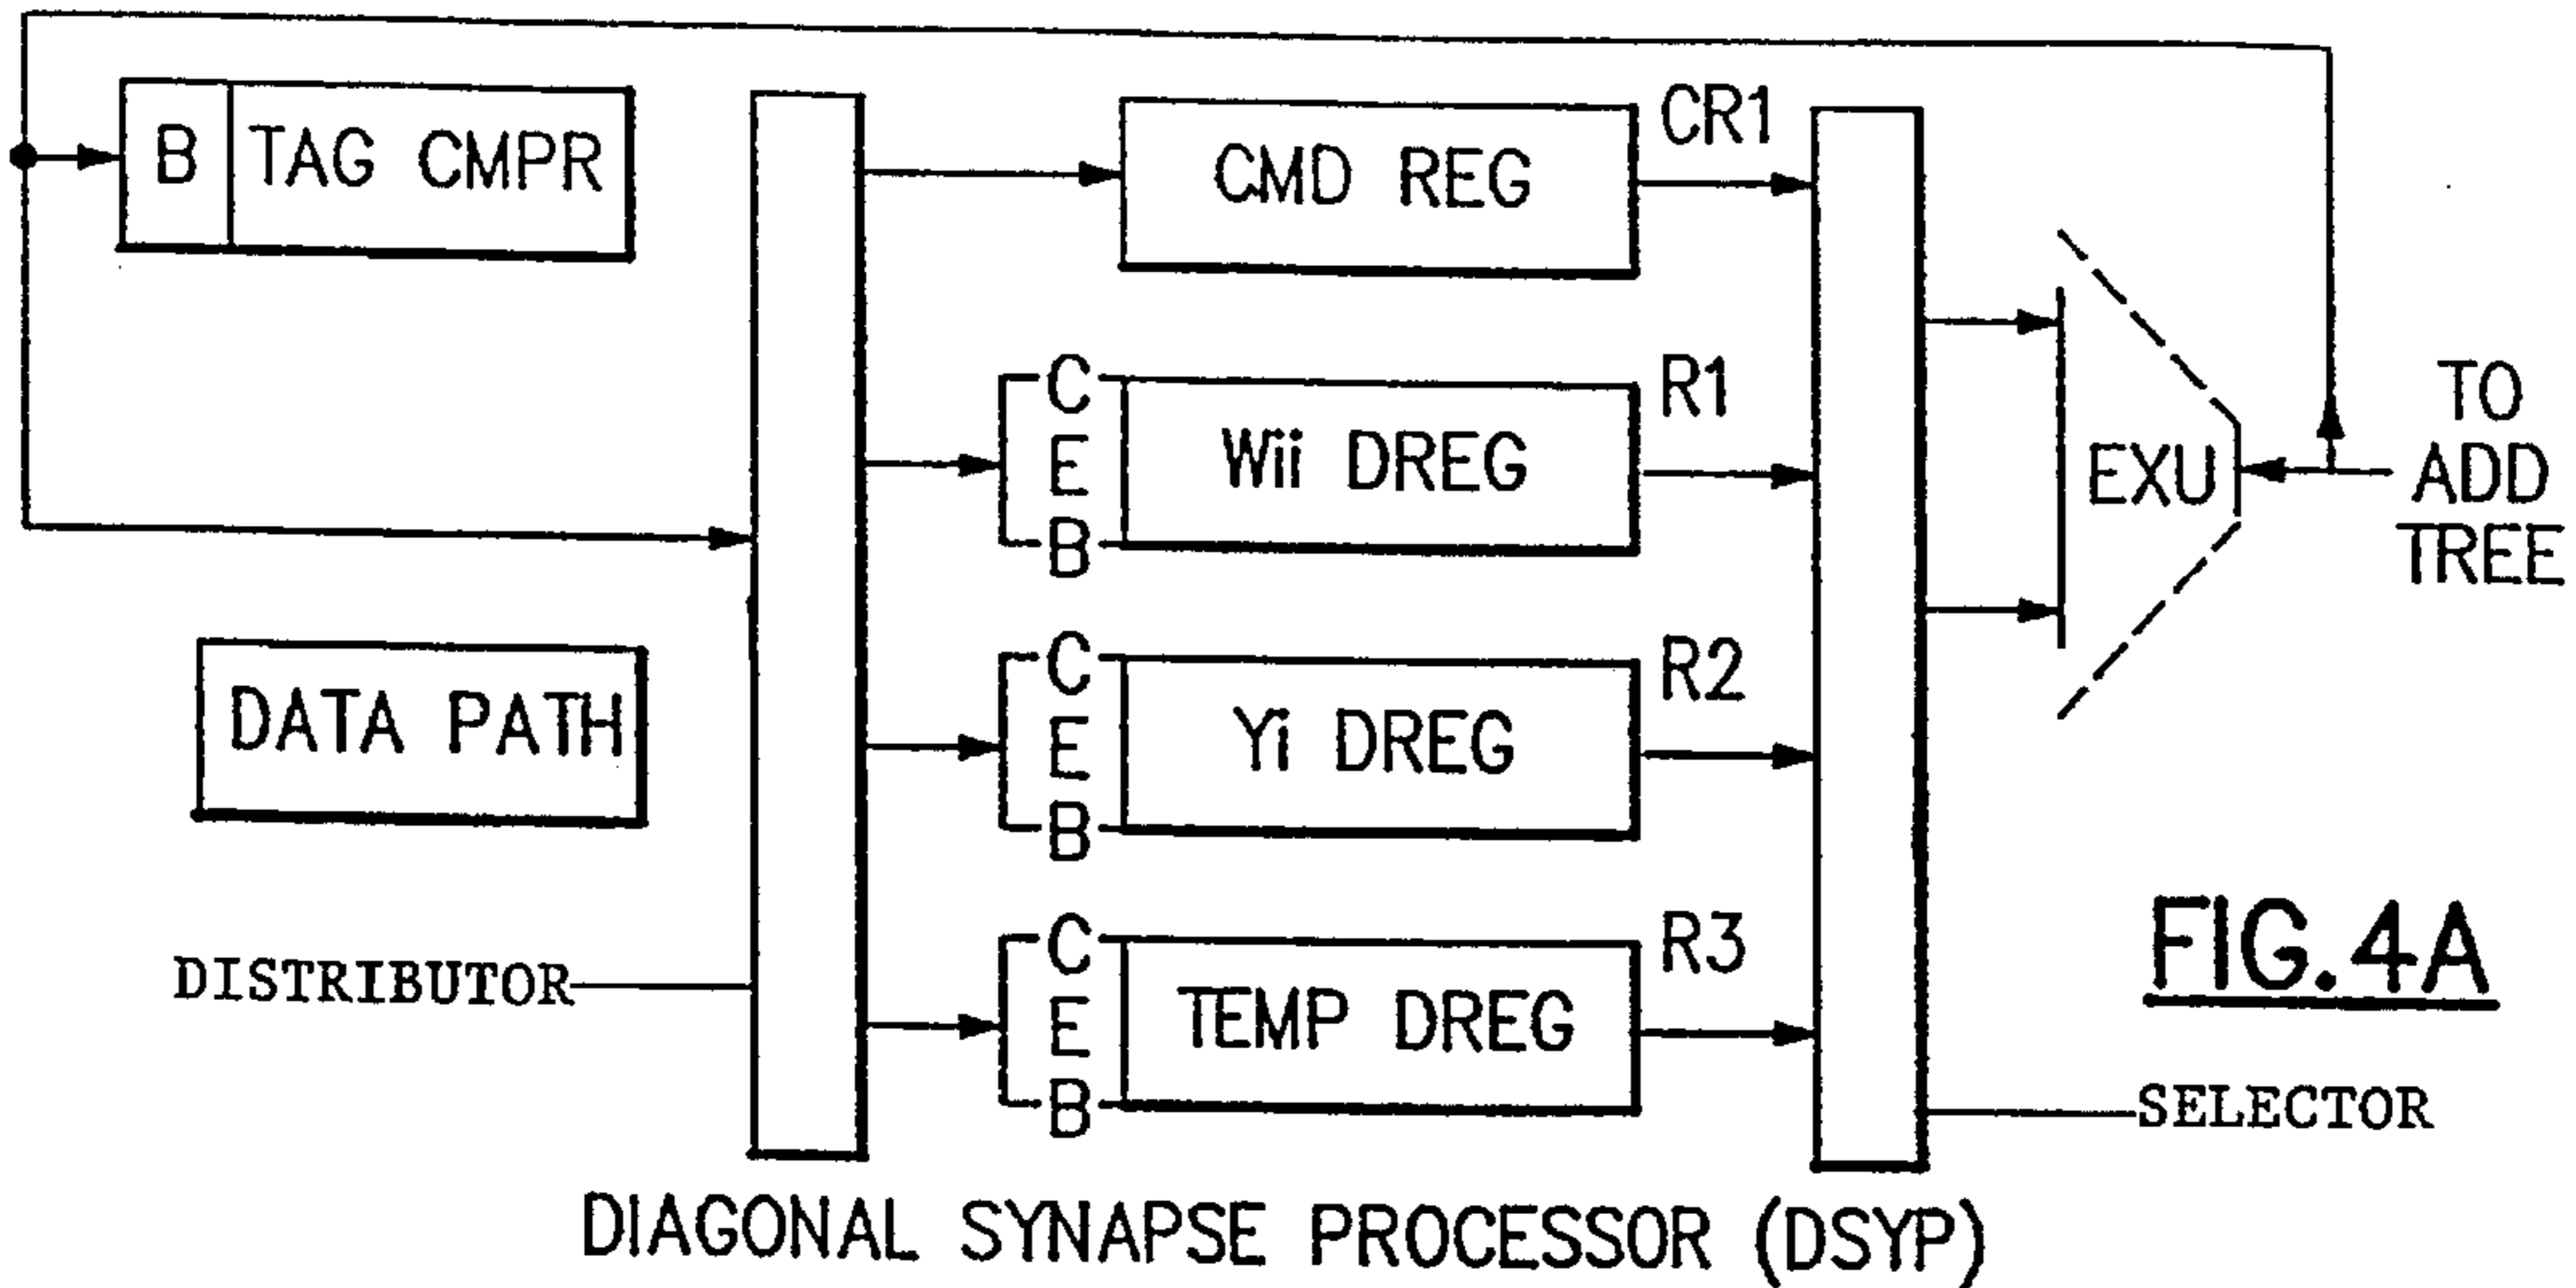 B TAG CMPR
CMD REG
CR1
C
E
B
Wii DREG
R1
EXU
TO
ADD
TREE
DATA PATH
C
E
B
Yi DREG
R2
DISTRIBUTOR
C
E
B
TEMP DREG
R3
FIG.4A
SELECTOR
DIAGONAL SYNAPSE PROCESSOR (DSYP)